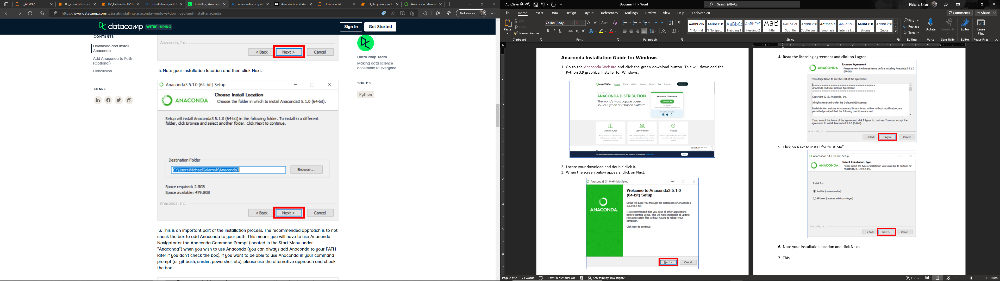 1_ACWA/
03_Zonal statistics
02_Delineate H20s
installation guide f
Installing Anacond
anaconda compata
Anaconda and Arc
Downloads/
01_Acquiring and
Anaconda | Anacon
https://www.datacamp.com/tutorial/installing-anaconda-windows#download-and-install-anaconda
Not syncing
datacamp WE'RE HIRING
Sign In
Get Started
CONTENTS
Download and Install
Anaconda
Add Anaconda to Path
(Optional)
Conclusion
SHARE
Anaconda, Inc.
< Back
Next >
Cancel
5. Note your installation location and then click Next.
Anaconda3 5.1.0 (64-bit) Setup
ANACONDA
Choose Install Location
Choose the folder in which to install Anaconda3 5.1.0 (64-bit).
Setup will install Anaconda3 5.1.0 (64-bit) in the following folder. To install in a different
folder, click Browse and select another folder. Click Next to continue.
Destination Folder
C:\Users\MichaelGalarnyk\Anaconda3
Browse...
Space required: 2.5GB
Space available: 479.8GB
Anaconda, Inc.
< Back
Next >
Cancel
6. This is an important part of the installation process. The recommended approach is to not
check the box to add Anaconda to your path. This means you will have to use Anaconda
Navigator or the Anaconda Command Prompt (located in the Start Menu under
"Anaconda") when you wish to use Anaconda (you can always add Anaconda to your PATH
later if you don't check the box). If you want to be able to use Anaconda in your command
prompt (or git bash, cmder, powershell etc), please use the alternative approach and check
the box.
DataCamp Team
Making data science
accessible to everyone
TOPICS
Python
AutoSave Off
Document1 - Word
Search (Alt+Q)
Pickard, Brian
File Home Insert Draw Design Layout References Mailings Review View Help EndNote 20
Comments
Share
Paste
Cut
Copy
Format Painter
Clipboard
Calibri (Body)
12
Font
Paragraph
¶ Normal
¶ No Spac...
Heading 1
Heading 2
Title
Subtitle
Subtle Em...
Emphasis
Intense E...
Strong
Quote
Styles
Find
Replace
Select
Editing
Dictate
Voice
Sensitivity
Sensitivity
Editor
Editor
Reuse
Files
Reuse Files
Anaconda Installation Guide for Windows
1. Go to the Anaconda Website and click the green download button. This will download the
Python 3.9 graphical installer for Windows.
ANACONDA.
Products Pricing Solutions Resources Partners Blog Company
ANACONDA DISTRIBUTION
The world's most popular open-
source Python distribution platform
Anaconda Distribution
Download
Get Additional Installers
Open Source
User-friendly
Trusted
2. Locate your download and double click it.
3. When the screen below appears, click on Next.
Anaconda3 5.1.0 (64-bit) Setup
Welcome to Anaconda3 5.1.0
(64-bit) Setup
Setup will guide you through the installation of Anaconda3
5.1.0 (64-bit).
It is recommended that you close all other applications
before starting Setup. This will make it possible to update
relevant system files without having to reboot your
computer.
Click Next to continue.
ANACONDA.
Next >
Cancel
4. Read the licensing agreement and click on I agree.
ANACONDA
License Agreement
Please review the license terms before installing Anaconda3 5.1.0
(64-bit).
Press Page Down to see the rest of the agreement.
Anaconda End User License Agreement
Copyright 2015, Anaconda, Inc.
All rights reserved under the 3-clause BSD License:
Redistribution and use in source and binary forms, with or without modification, are
permitted provided that the following conditions are met:
If you accept the terms of the agreement, click I Agree to continue. You must accept the
agreement to install Anaconda3 5.1.0 (64-bit).
Anaconda, Inc.
< Back
I Agree
Cancel
5. Click on Next to install for “Just Me”.
Anaconda3 5.1.0 (64-bit) Setup
ANACONDA
Select Installation Type
Please select the type of installation you would like to perform for
Anaconda3 5.1.0 (64-bit).
Install for:
Just Me (recommended)
All Users (requires admin privileges)
Anaconda, Inc.
< Back
Next >
Cancel
6. Note your installation location and click Next.
7. This
Page 2 of 2
73 words
Text Predictions: On
Accessibility: Investigate
Focus
100%